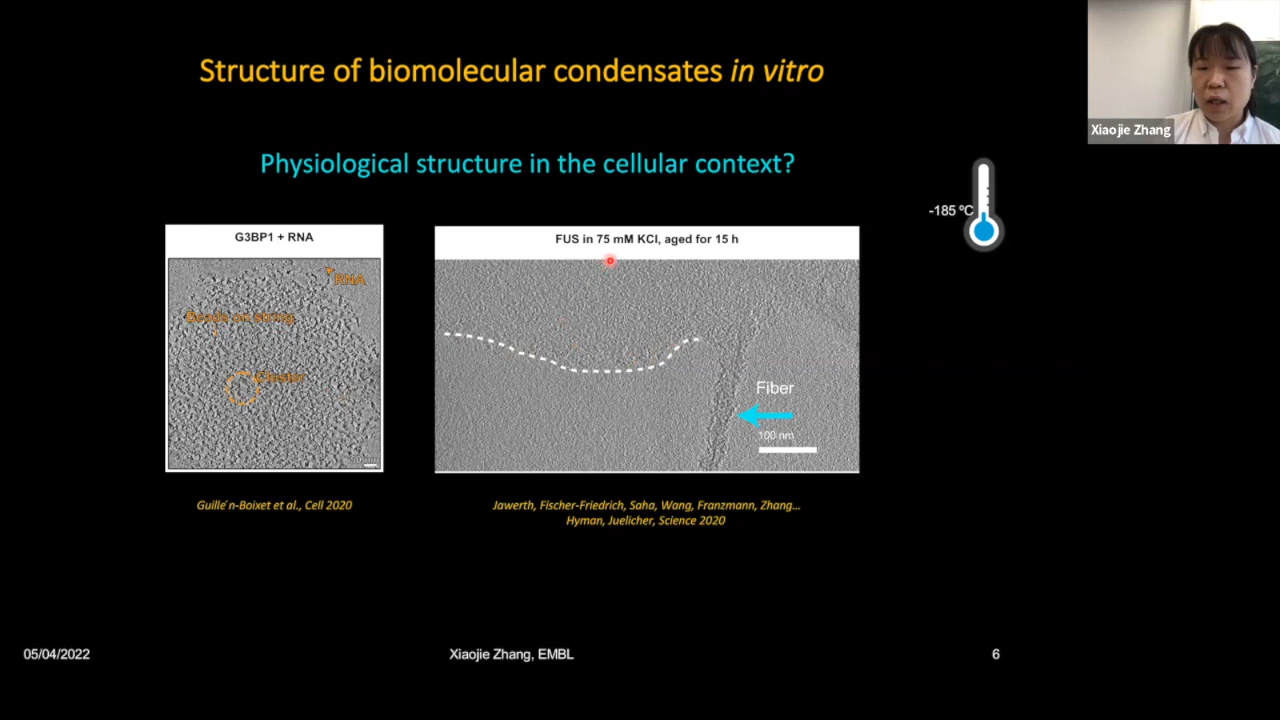 Structure of biomolecular condensates in vitro
Xiaojie Zhang
Physiological structure in the cellular context?
-185 ºC
G3BP1 + RNA
RNA
Beads on string
Cluster
FUS in 75 mM KCl, aged for 15 h
Fiber
100 nm
Guille´n-Boixet et al., Cell 2020
Jawerth, Fischer-Friedrich, Saha, Wang, Franzmann, Zhang...
Hyman, Juelicher, Science 2020
05/04/2022
Xiaojie Zhang, EMBL
6